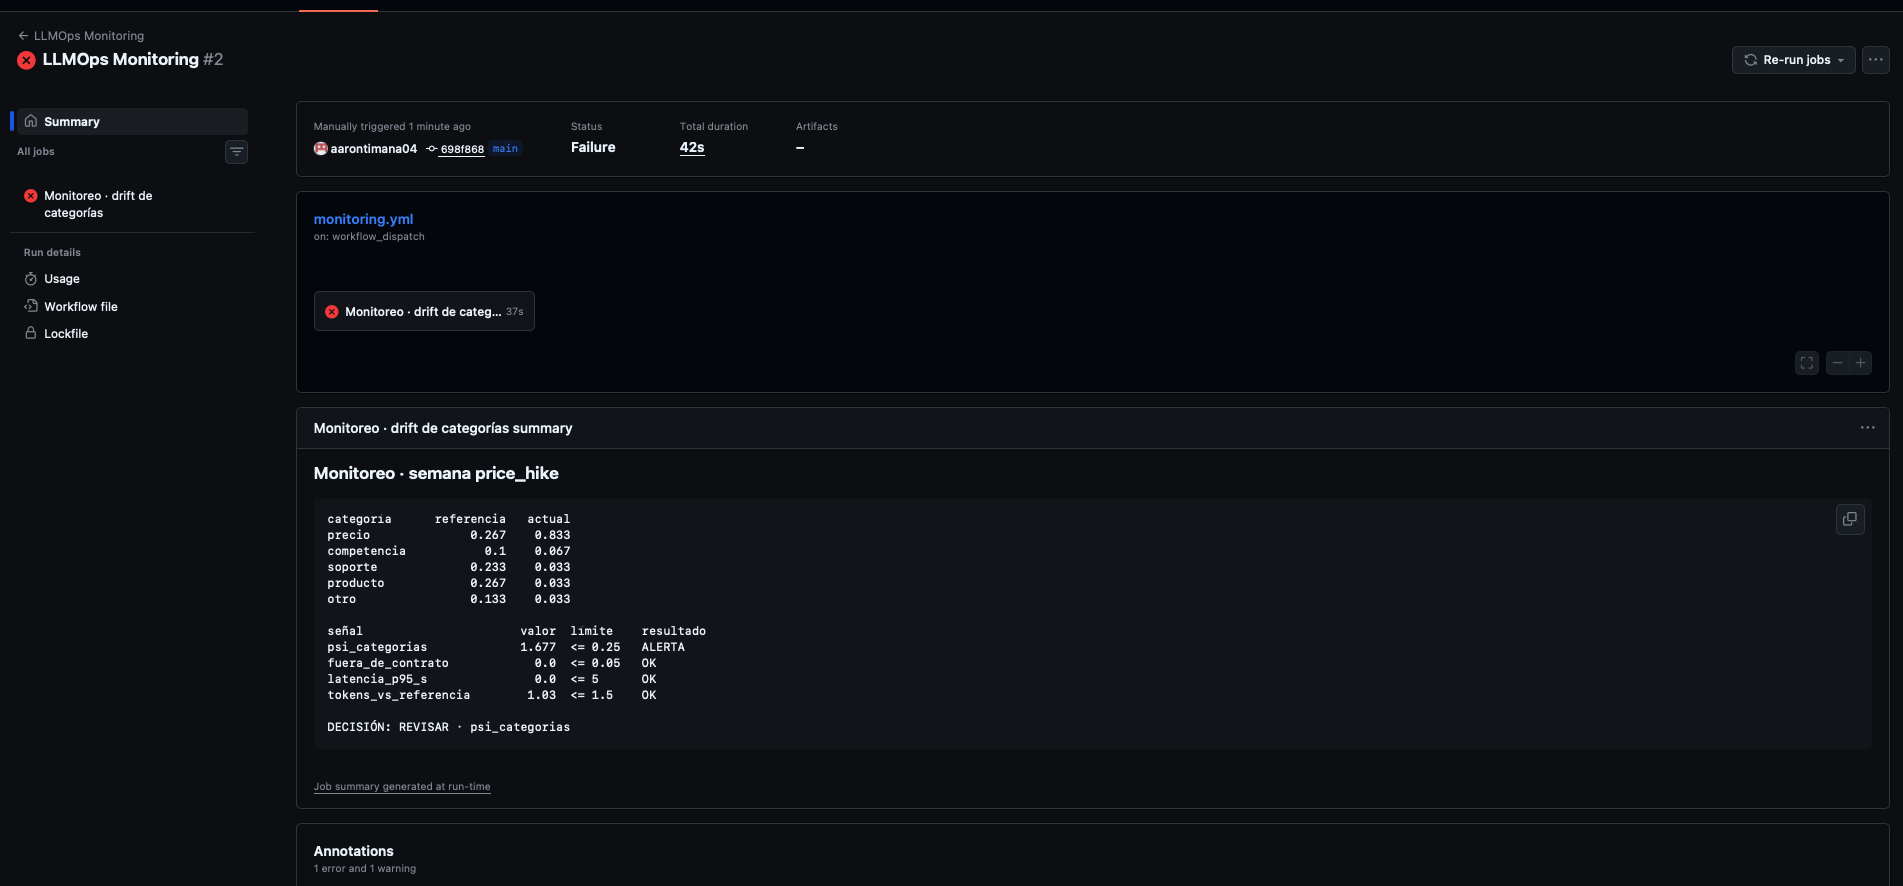 ← LLMOps Monitoring
LLMOps Monitoring #2
Re-run jobs
Summary
All jobs
Monitoreo · drift de
categorías
Run details
Usage
Workflow file
Lockfile
Manually triggered 1 minute ago
aarontimana04 698f868 main
Status
Failure
Total duration
42s
Artifacts
–
monitoring.yml
on: workflow_dispatch
Monitoreo · drift de categ... 37s
Monitoreo · drift de categorías summary
Monitoreo · semana price_hike
categoría referencia actual
precio 0.267 0.833
competencia 0.1 0.067
soporte 0.233 0.033
producto 0.267 0.033
otro 0.133 0.033
señal valor límite resultado
psi_categorias 1.677 <= 0.25 ALERTA
fuera_de_contrato 0.0 <= 0.05 OK
latencia_p95_s 0.0 <= 5 OK
tokens_vs_referencia 1.03 <= 1.5 OK
DECISIÓN: REVISAR · psi_categorias
Job summary generated at run-time
Annotations
1 error and 1 warning